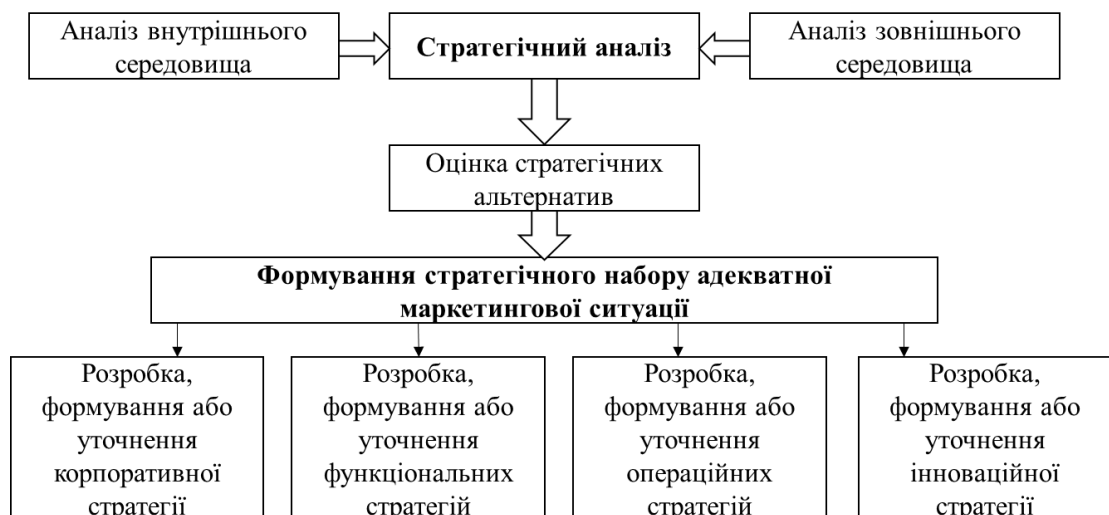 Аналіз внутрішнього
середовища
Стратегічний аналіз
Аналіз зовнішнього
середовища
Оцінка стратегічних
альтернатив
Формування стратегічного набору адекватної
маркетингової ситуації
Розробка,
формування або
уточнення
корпоративної
стратегії
Розробка,
формування або
уточнення
функціональних
стратегій
Розробка,
формування або
уточнення
операційних
стратегій
Розробка,
формування або
уточнення
інноваційної
стратегії